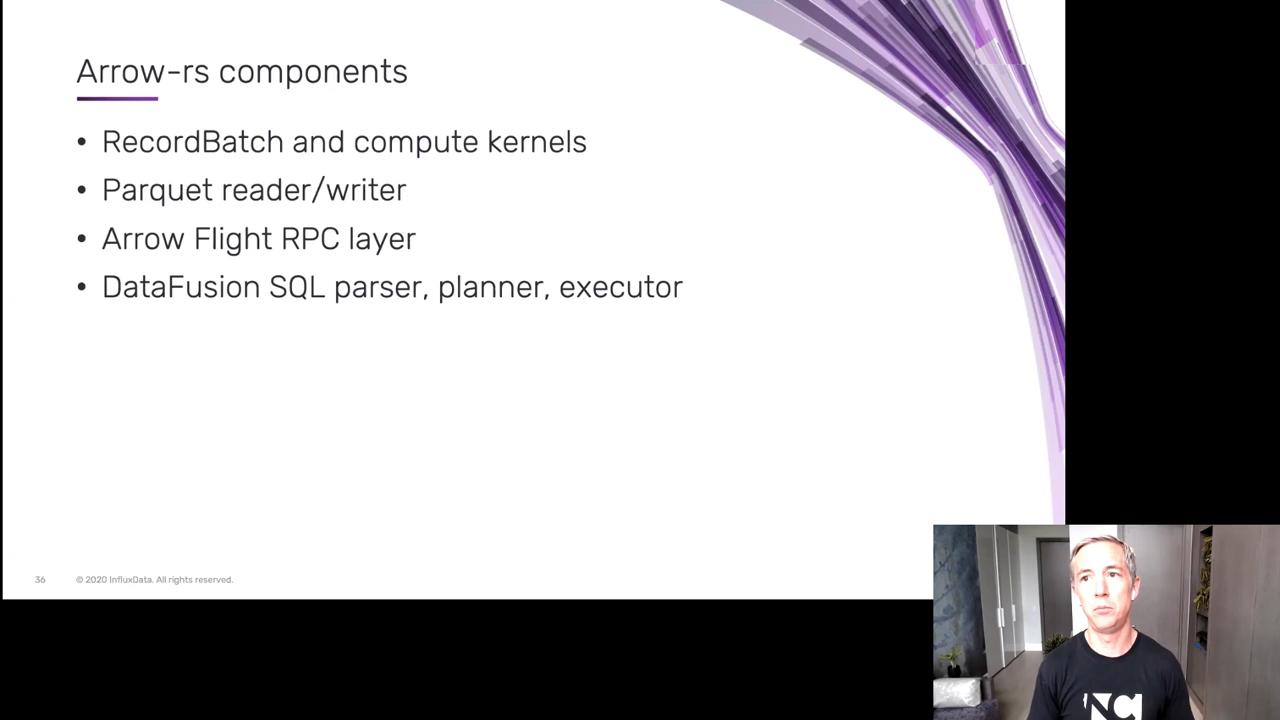 Arrow-rs components
• RecordBatch and compute kernels
• Parquet reader/writer
• Arrow Flight RPC layer
• DataFusion SQL parser, planner, executor
36 © 2020 InfluxData. All rights reserved.